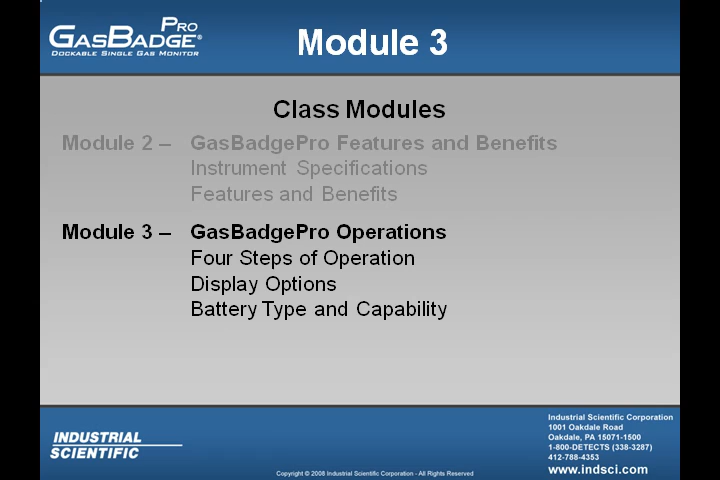 GASBADGE PRO®
DOCKABLE SINGLE GAS MONITOR
Module 3
Class Modules
Module 2 – GasBadgePro Features and Benefits
Instrument Specifications
Features and Benefits
Module 3 – GasBadgePro Operations
Four Steps of Operation
Display Options
Battery Type and Capability
INDUSTRIAL
SCIENTIFIC
Copyright © 2008 Industrial Scientific Corporation - All Rights Reserved
Industrial Scientific Corporation
1001 Oakdale Road
Oakdale, PA 15071-1500
1-800-DETECTS (338-3287)
412-788-4353
www.indsci.com